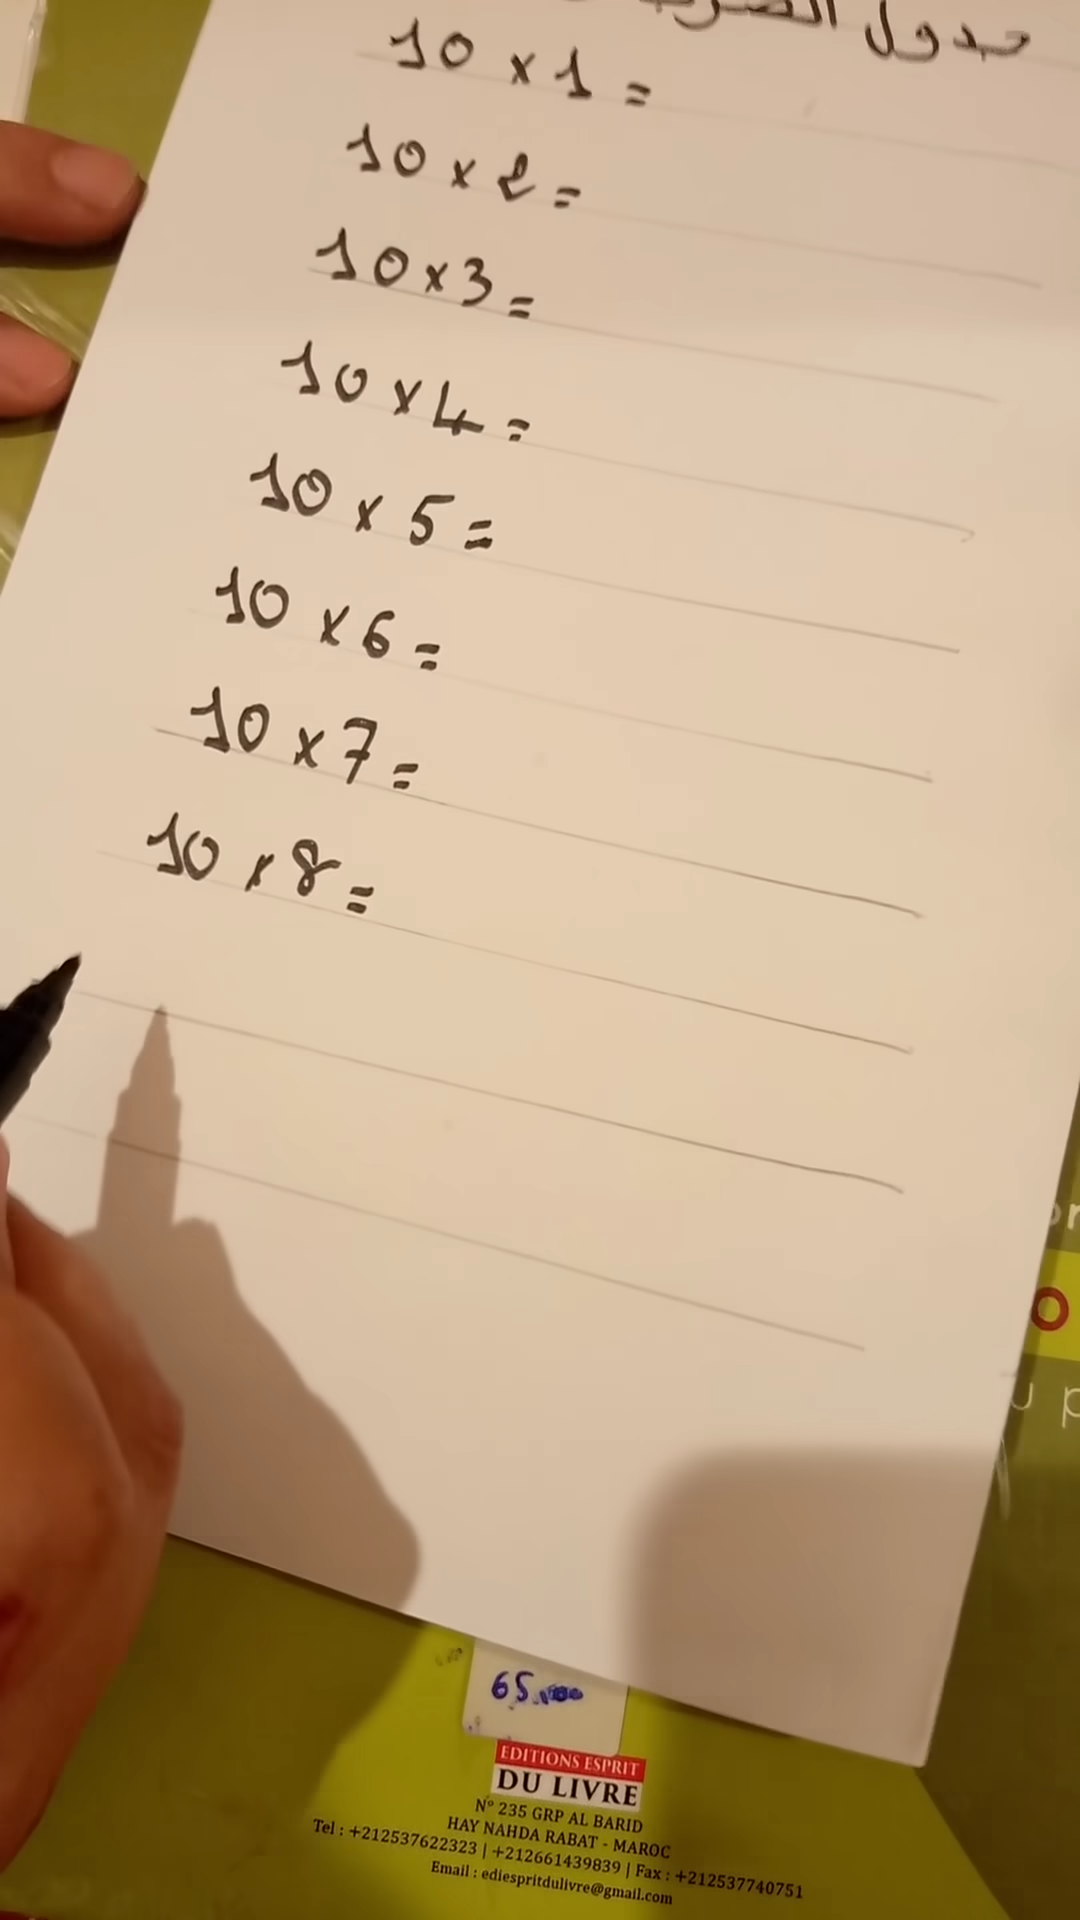 جدول الضرب
10 x 1 =
10 x 2 =
10 x 3 =
10 x 4 =
10 x 5 =
10 x 6 =
10 x 7 =
10 x 8 =
O
u p
65.
EDITIONS ESPRIT
DU LIVRE
N° 235 GRP AL BARID
HAY NAHDA RABAT - MAROC
Tel : +212537622323 | +212661439839 | Fax : +212537740751
Email : ediespritdulivre@gmail.com